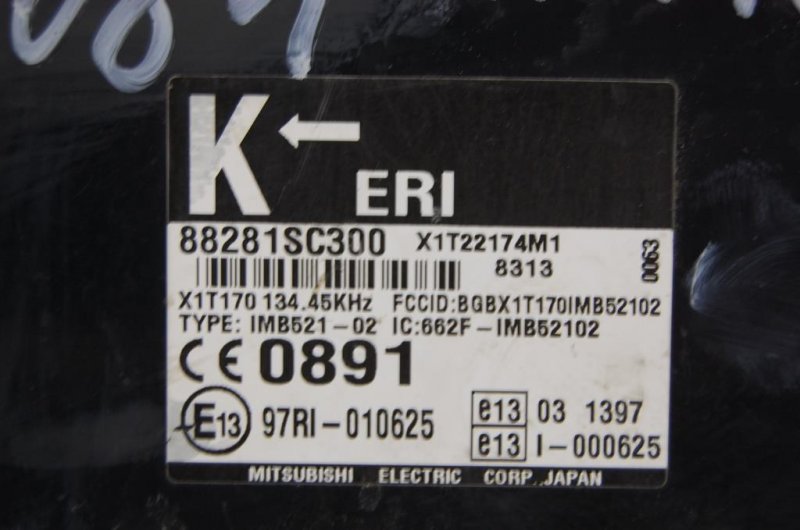 K
ERI
88281SC300 X1T22174M1
8313
0063
X1T170 134.45KHz FCCID:BGBX1T170IMB52102
TYPE: IMB521-02 IC:662F-IMB52102
CE 0891
E13 97RI-010625
e13 03 1397
e13 I-000625
MITSUBISHI ELECTRIC CORP. JAPAN